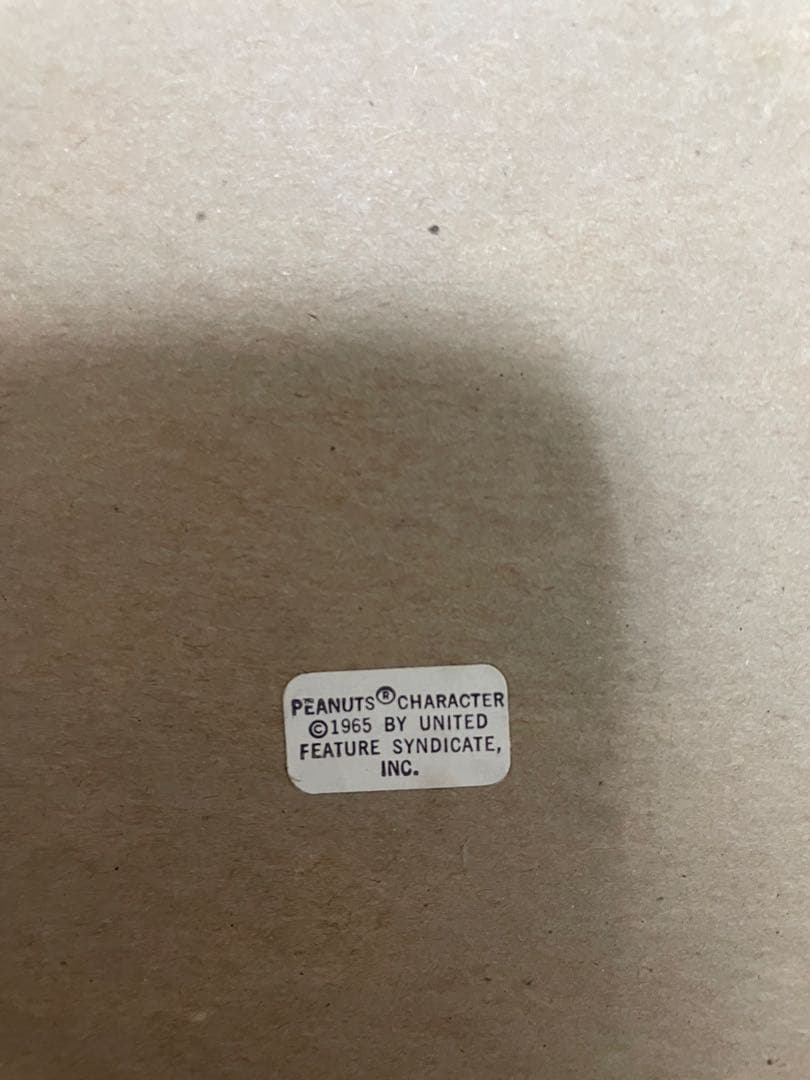 PEANUTS® CHARACTER
©1965 BY UNITED
FEATURE SYNDICATE,
INC.